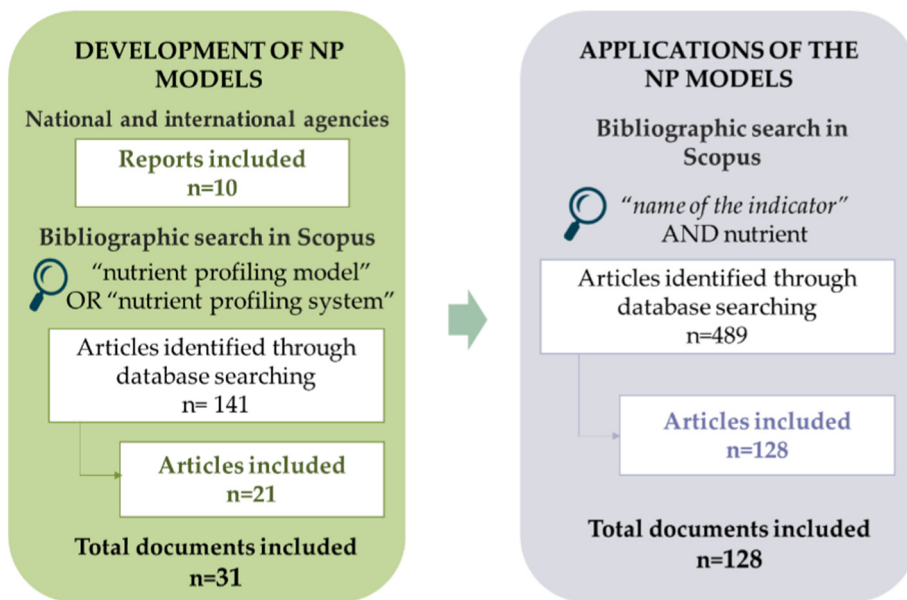 DEVELOPMENT OF NP
MODELS
National and international agencies
Reports included
n=10
Bibliographic search in Scopus
“nutrient profiling model”
OR “nutrient profiling system”
Articles identified through
database searching
n= 141
Articles included
n=21
Total documents included
n=31
APPLICATIONS OF THE
NP MODELS
Bibliographic search in
Scopus
“name of the indicator”
AND nutrient
Articles identified through
database searching
n=489
Articles included
n=128
Total documents included
n=128